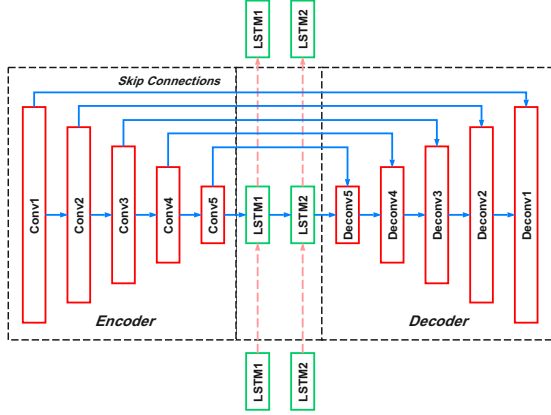 LSTM1
LSTM2
Skip Connections
Conv1
Conv2
Conv3
Conv4
Conv5
LSTM1
LSTM2
Deconv5
Deconv4
Deconv3
Deconv2
Deconv1
Encoder
Decoder
LSTM1
LSTM2